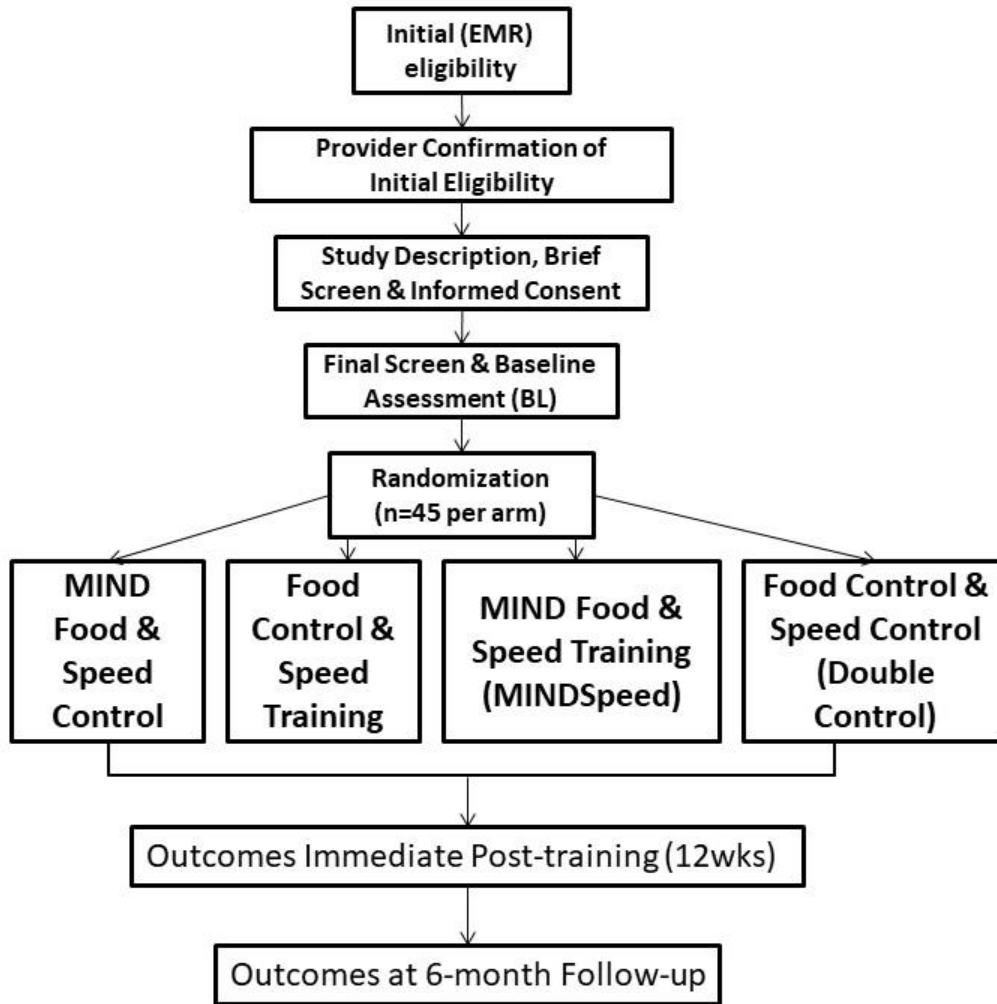 Initial (EMR)
eligibility
Provider Confirmation of
Initial Eligibility
Study Description, Brief
Screen & Informed Consent
Final Screen & Baseline
Assessment (BL)
Randomization
(n=45 per arm)
MIND
Food &
Speed
Control
Food
Control &
Speed
Training
MIND Food &
Speed Training
(MINDSpeed)
Food Control &
Speed Control
(Double
Control)
Outcomes Immediate Post-training (12wks)
Outcomes at 6-month Follow-up